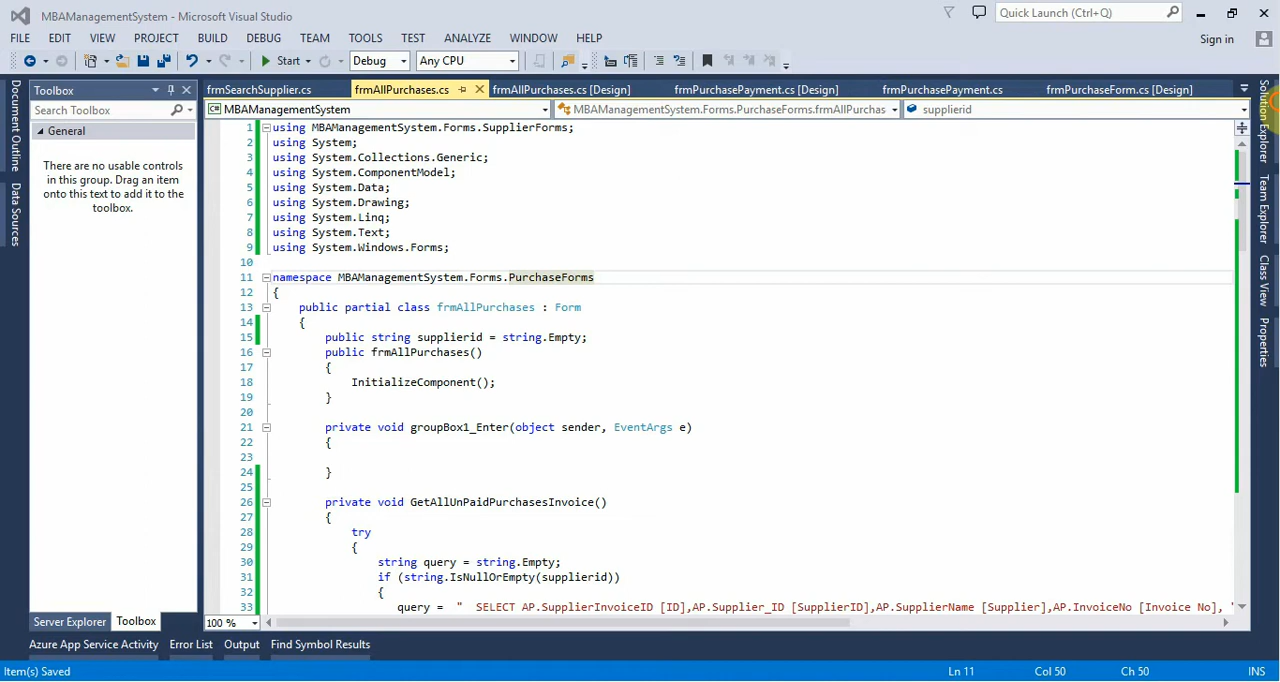 MBAManagementSystem - Microsoft Visual Studio
Quick Launch (Ctrl+Q)
FILE EDIT VIEW PROJECT BUILD DEBUG TEAM TOOLS TEST ANALYZE WINDOW HELP
Sign in
Start Debug Any CPU
Document Outline
Data Sources
Toolbox
Search Toolbox
General
There are no usable controls
in this group. Drag an item
onto this text to add it to the
toolbox.
Server Explorer Toolbox
frmSearchSupplier.cs frmAllPurchases.cs frmAllPurchases.cs [Design] frmPurchasePayment.cs [Design] frmPurchasePayment.cs frmPurchaseForm.cs [Design]
MBAManagementSystem MBAManagementSystem.Forms.PurchaseForms.frmAllPurchas supplierid
1 using MBAManagementSystem.Forms.SupplierForms;
2 using System;
3 using System.Collections.Generic;
4 using System.ComponentModel;
5 using System.Data;
6 using System.Drawing;
7 using System.Linq;
8 using System.Text;
9 using System.Windows.Forms;
10
11 namespace MBAManagementSystem.Forms.PurchaseForms
12 {
13 public partial class frmAllPurchases : Form
14 {
15 public string supplierid = string.Empty;
16 public frmAllPurchases()
17 {
18 InitializeComponent();
19 }
20
21 private void groupBox1_Enter(object sender, EventArgs e)
22 {
23
24 }
25
26 private void GetAllUnPaidPurchasesInvoice()
27 {
28 try
29 {
30 string query = string.Empty;
31 if (string.IsNullOrEmpty(supplierid))
32 {
33 query = " SELECT AP.SupplierInvoiceID [ID],AP.Supplier_ID [SupplierID],AP.SupplierName [Supplier],AP.InvoiceNo [Invoice No], "
100 %
Solution Explorer
Team Explorer
Class View
Properties
Azure App Service Activity Error List Output Find Symbol Results
Item(s) Saved Ln 11 Col 50 Ch 50 INS